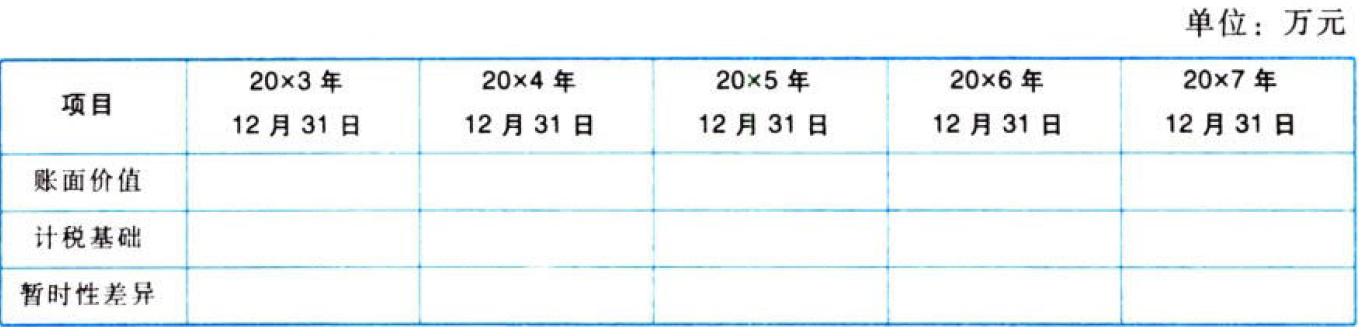 单位：万元
项目 20×3 年 20×4 年 20×5 年 20×6 年 20×7 年
12 月 31 日 12 月 31 日 12 月 31 日 12 月 31 日 12 月 31 日
账面价值
计税基础
暂时性差异